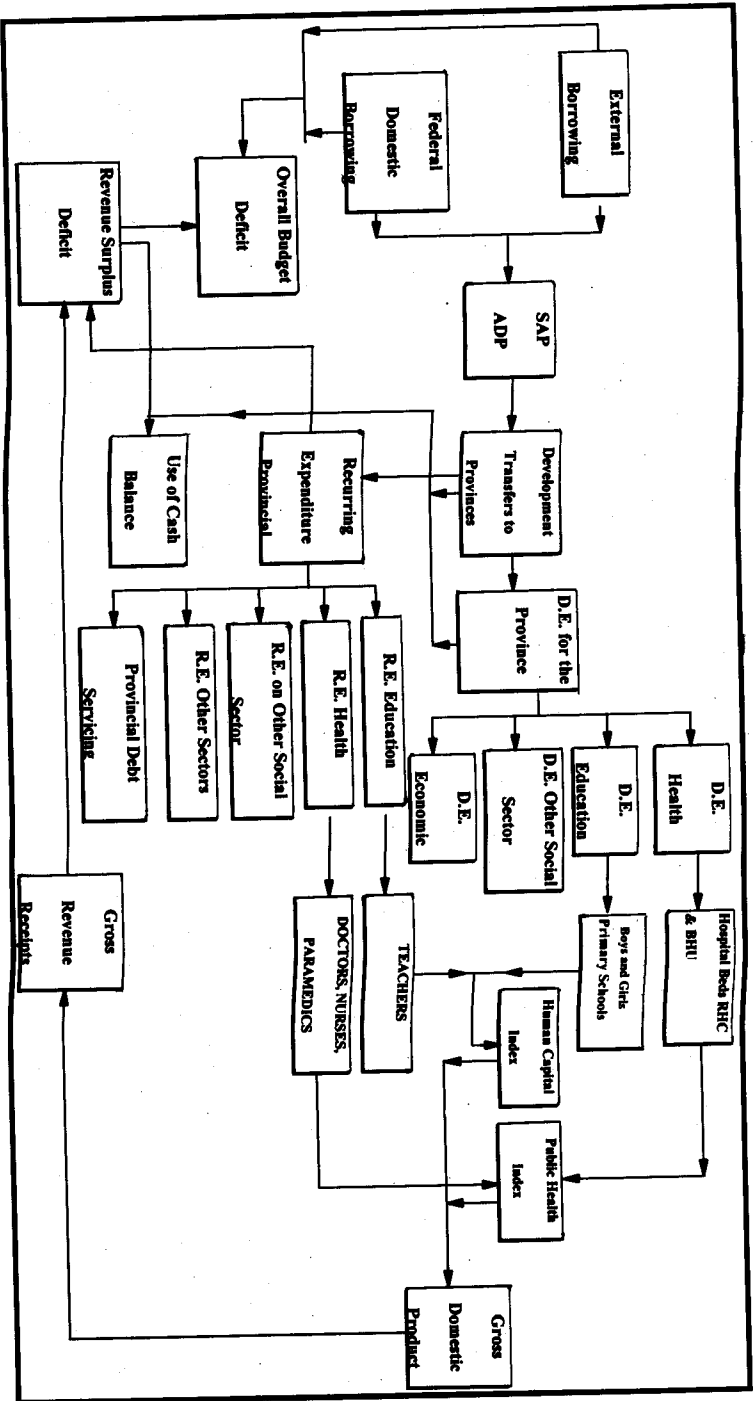 External
Borrowing
Federal
Domestic
Borrowing
Overall Budget
Deficit
Revenue Surplus
Deficit
SAP
ADP
Development
Transfers to
Provinces
Recurring
Expenditure
Provincial
Use of Cash
Balance
D.E. for the
Province
D.E.
Health
D.E.
Education
D.E. Other Social
Sector
D.E.
Economic
R.E. Education
R.E. Health
R.E. on Other Social
Sector
R.E. Other Sectors
Provincial Debt
Servicing
Hospital Beds RHC
& BHU
Boys and Girls
Primary Schools
TEACHERS
DOCTORS, NURSES,
PARAMEDICS
Gross
Revenue
Receipts
Human Capital
Index
Public Health
Index
Gross
Domestic
Product